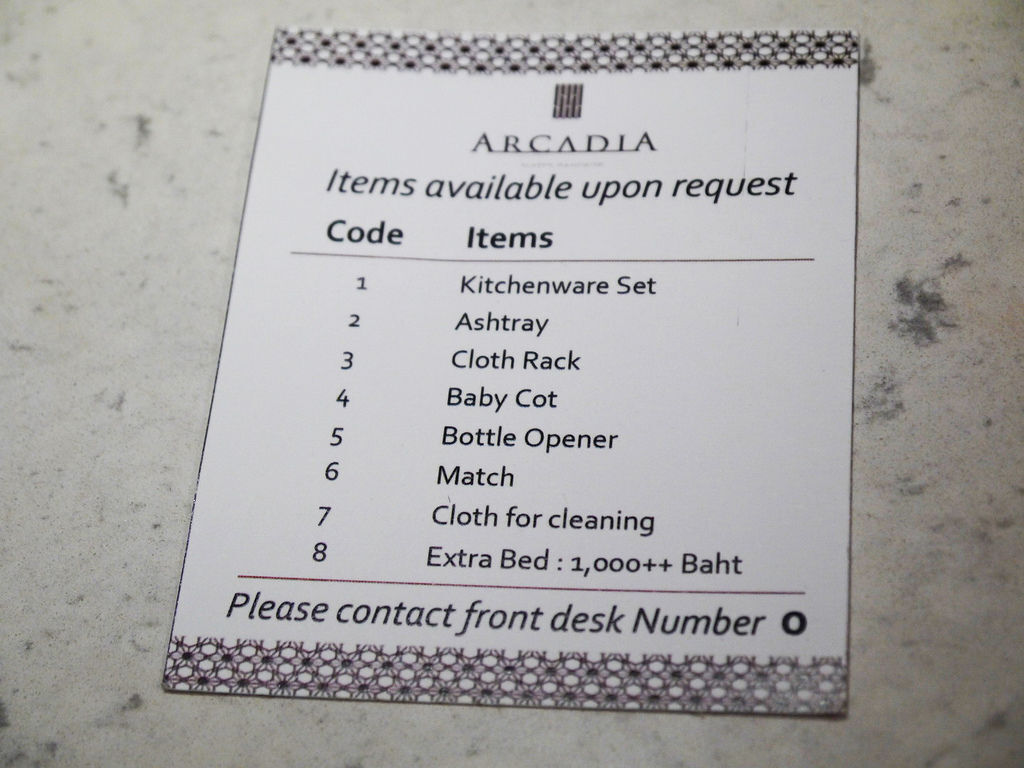 ARCADIA
Items available upon request
Code Items
1 Kitchenware Set
2 Ashtray
3 Cloth Rack
4 Baby Cot
5 Bottle Opener
6 Match
7 Cloth for cleaning
8 Extra Bed : 1,000++ Baht
Please contact front desk Number 0